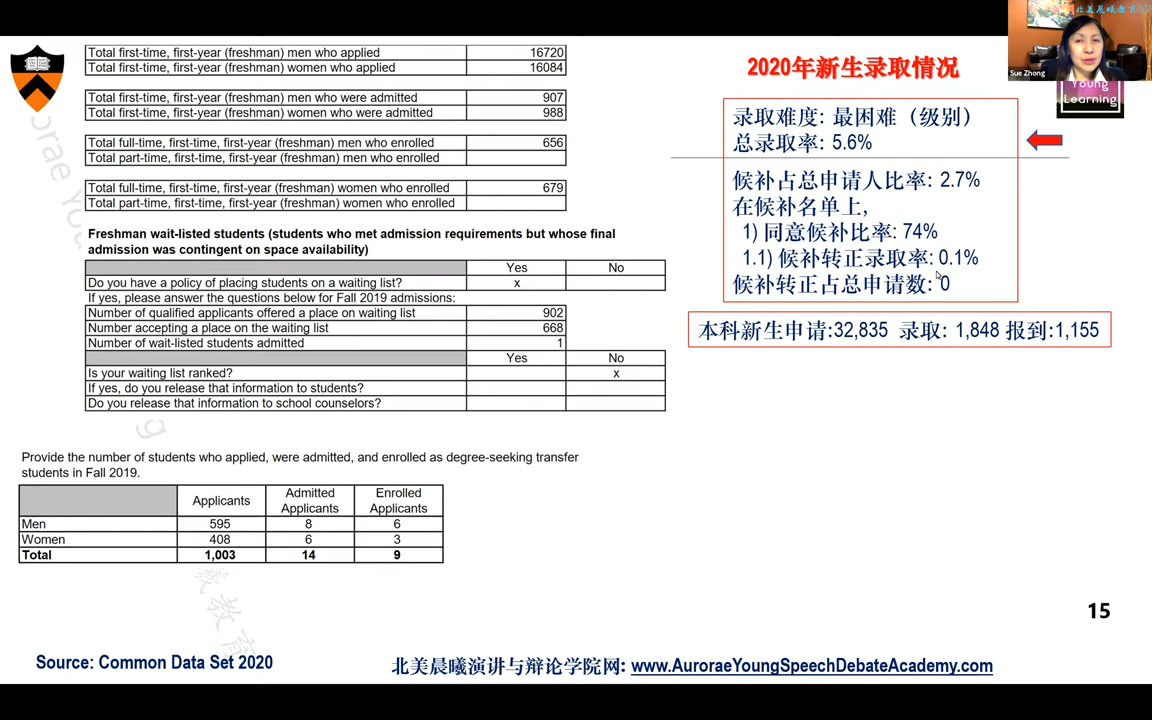 Total first-time, first-year (freshman) men who applied 16720
Total first-time, first-year (freshman) women who applied 16084
Total first-time, first-year (freshman) men who were admitted 907
Total first-time, first-year (freshman) women who were admitted 988
Total full-time, first-time, first-year (freshman) men who enrolled 656
Total part-time, first-time, first-year (freshman) men who enrolled
Total full-time, first-time, first-year (freshman) women who enrolled 679
Total part-time, first-time, first-year (freshman) women who enrolled
Freshman wait-listed students (students who met admission requirements but whose final
admission was contingent on space availability)
Yes No
Do you have a policy of placing students on a waiting list? x
If yes, please answer the questions below for Fall 2019 admissions:
Number of qualified applicants offered a place on waiting list 902
Number accepting a place on the waiting list 668
Number of wait-listed students admitted 1
Yes No
Is your waiting list ranked? x
If yes, do you release that information to students?
Do you release that information to school counselors?
Provide the number of students who applied, were admitted, and enrolled as degree-seeking transfer
students in Fall 2019.
Applicants Admitted Applicants Enrolled Applicants
Men 595 8 6
Women 408 6 3
Total 1,003 14 9
2020年新生录取情况
录取难度: 最困难（级别）
总录取率: 5.6%
候补占总申请人比率: 2.7%
在候补名单上,
1) 同意候补比率: 74%
1.1) 候补转正录取率: 0.1%
候补转正占总申请数: 0
本科新生申请:32,835 录取: 1,848 报到:1,155
北美晨曦教育
Sue Zhong
Young
Learning
15
Source: Common Data Set 2020
北美晨曦演讲与辩论学院网: www.AuroraeYoungSpeechDebateAcademy.com